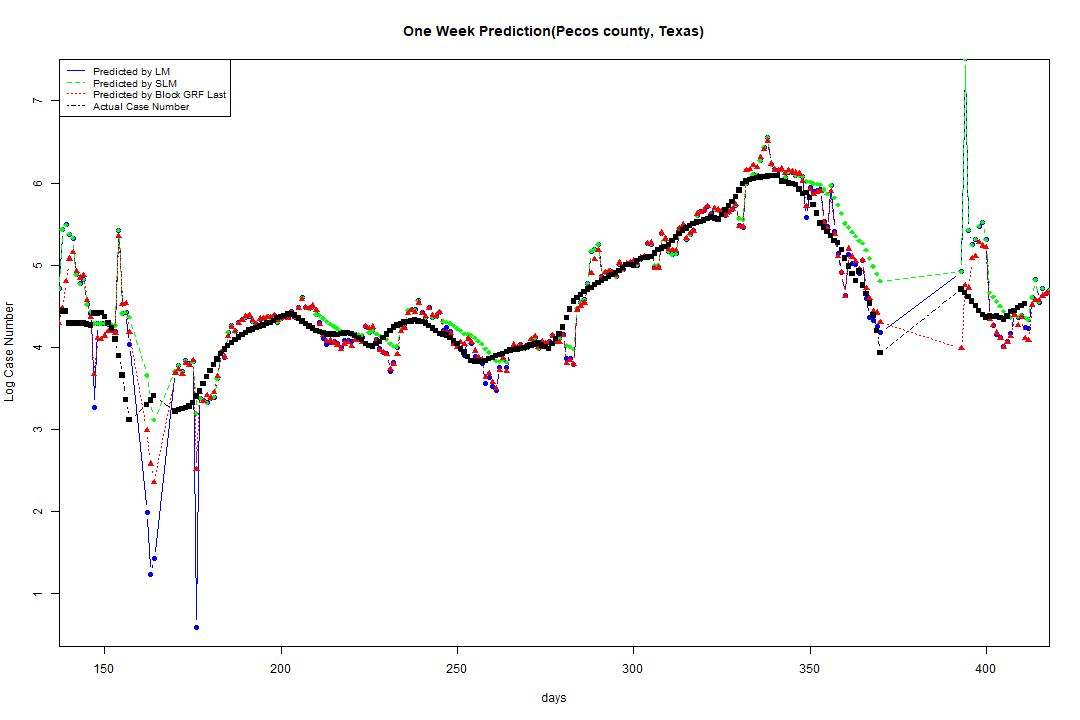 One Week Prediction(Pecos county, Texas)
Predicted by LM
Predicted by SLM
Predicted by Block GRF Last
Actual Case Number
Log Case Number
7
6
5
4
3
2
1
150 200 250 300 350 400
days